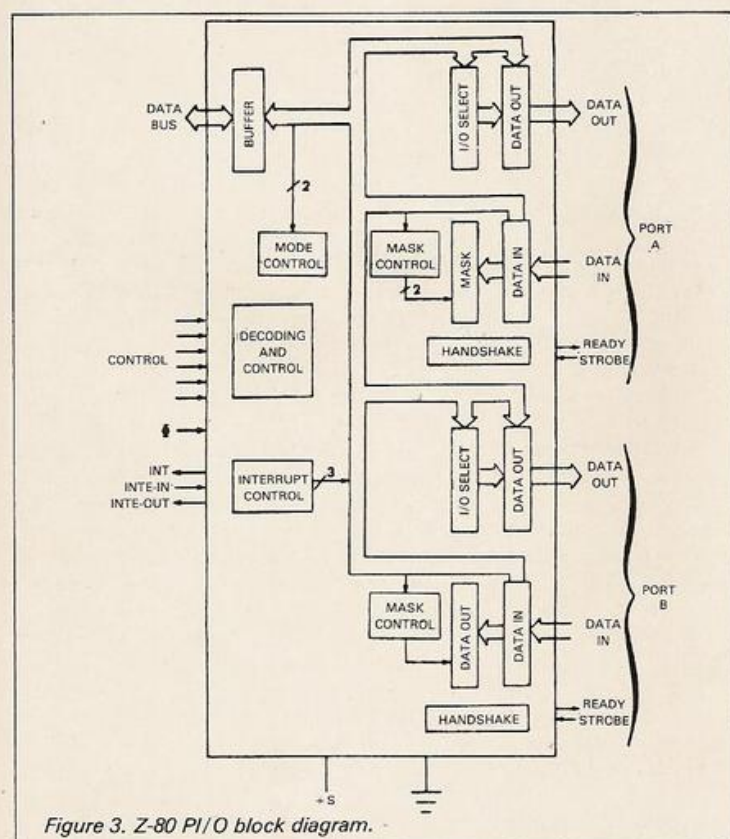 DATA
BUS
BUFFER
I/O SELECT
DATA OUT
DATA
OUT
2
MODE
CONTROL
MASK
CONTROL
2
MASK
DATA IN
DATA
IN
PORT
A
HANDSHAKE
READY
STROBE
CONTROL
DECODING
AND
CONTROL
Φ
INT
INTE-IN
INTE-OUT
INTERRUPT
CONTROL
3
I/O SELECT
DATA OUT
DATA
OUT
MASK
CONTROL
DATA OUT
DATA IN
DATA
IN
PORT
B
HANDSHAKE
READY
STROBE
+S
Figure 3. Z-80 PI/O block diagram.